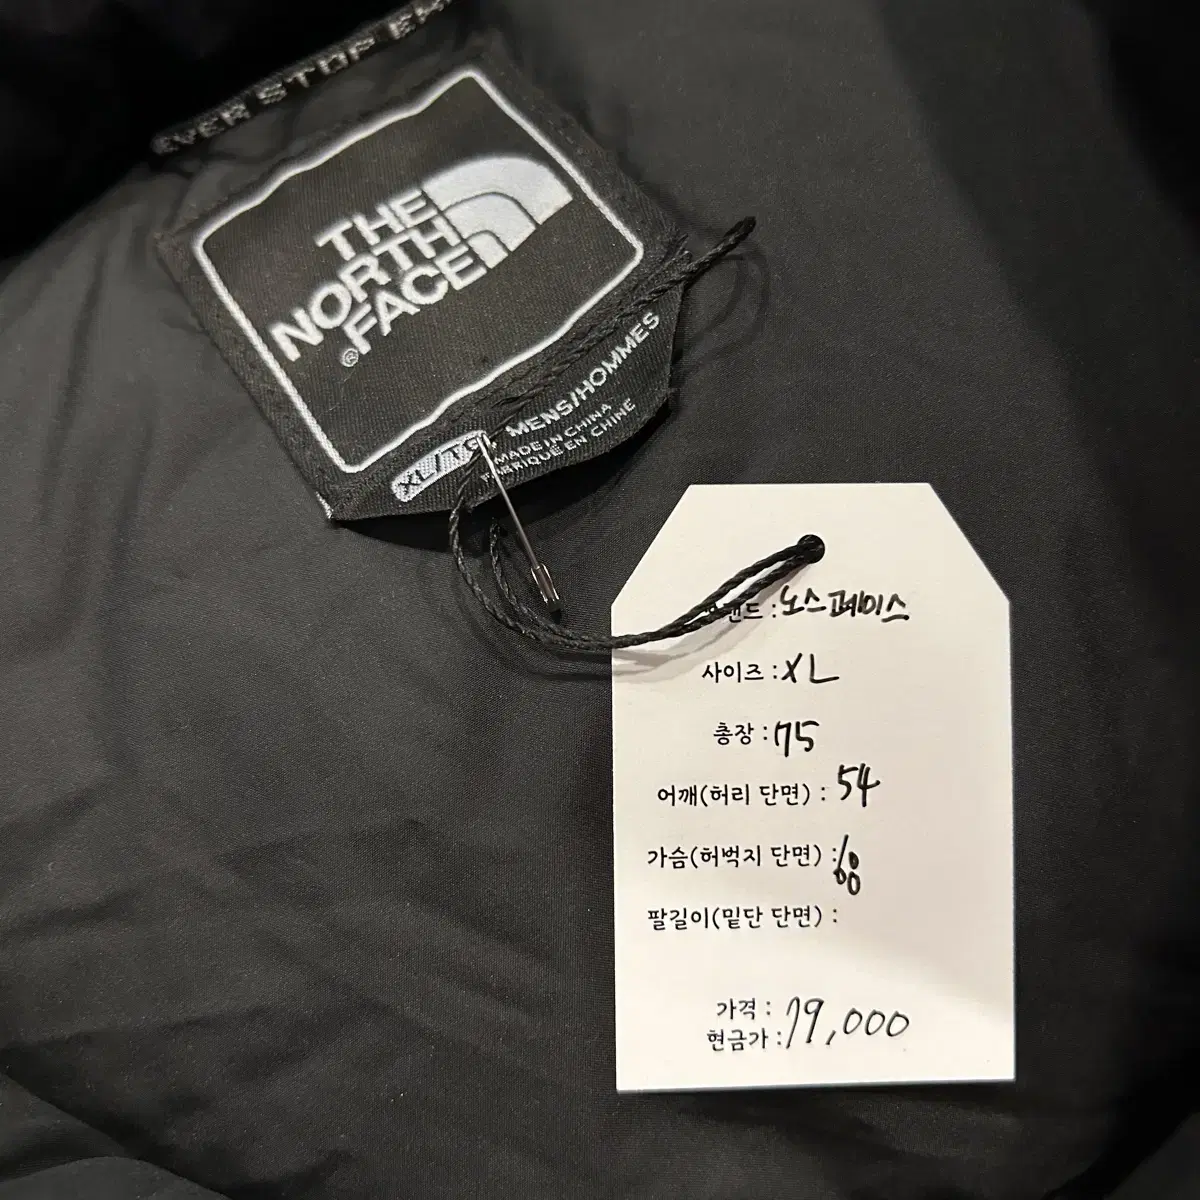 EVER STOP EX
THE
NORTH
FACE®
XL/TG MENS/HOMMES
MADE IN CHINA
FABRIQUÉ EN CHINE
브랜드 : 노스페이스
사이즈 : XL
총장 : 75
어깨(허리 단면) : 54
가슴(허벅지 단면) : 68
팔길이(밑단 단면) :
가격 :
현금가 : 79,000